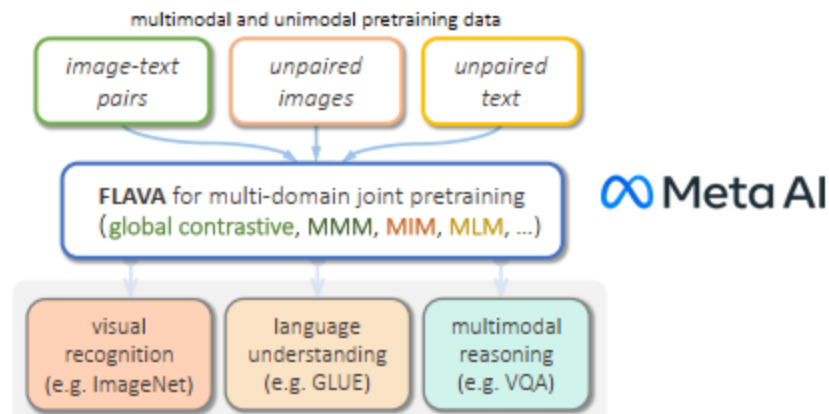 multimodal and unimodal pretraining data
image-text
pairs
unpaired
images
unpaired
text
FLAVA for multi-domain joint pretraining
(global contrastive, MMM, MIM, MLM, ...)
Meta AI
visual
recognition
(e.g. ImageNet)
language
understanding
(e.g. GLUE)
multimodal
reasoning
(e.g. VQA)